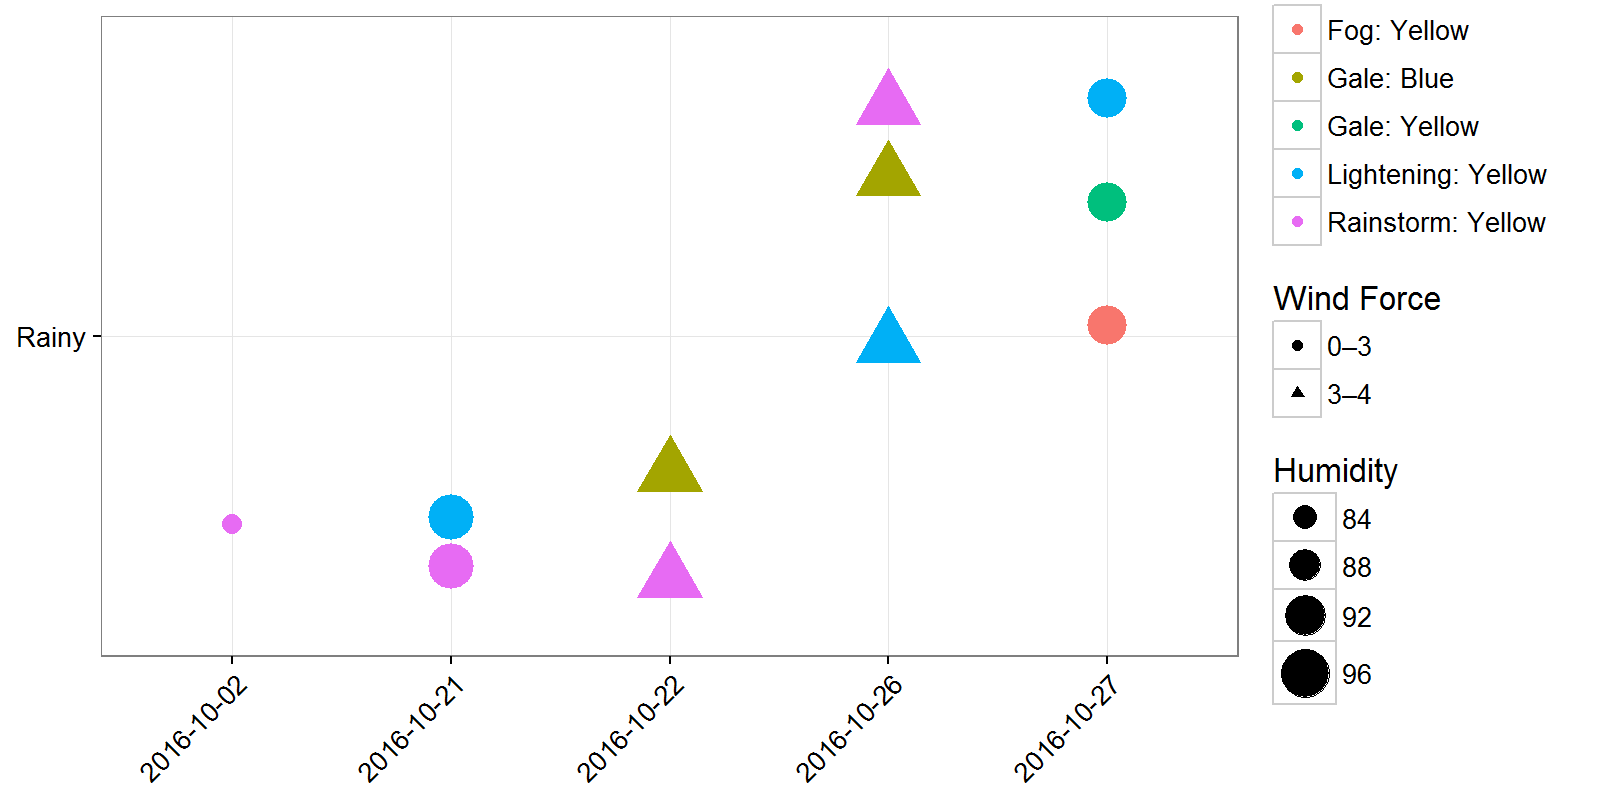 Fog: Yellow
Gale: Blue
Gale: Yellow
Lightening: Yellow
Rainstorm: Yellow
Wind Force
0–3
3–4
Humidity
84
88
92
96
Rainy
2016-10-02
2016-10-21
2016-10-22
2016-10-26
2016-10-27